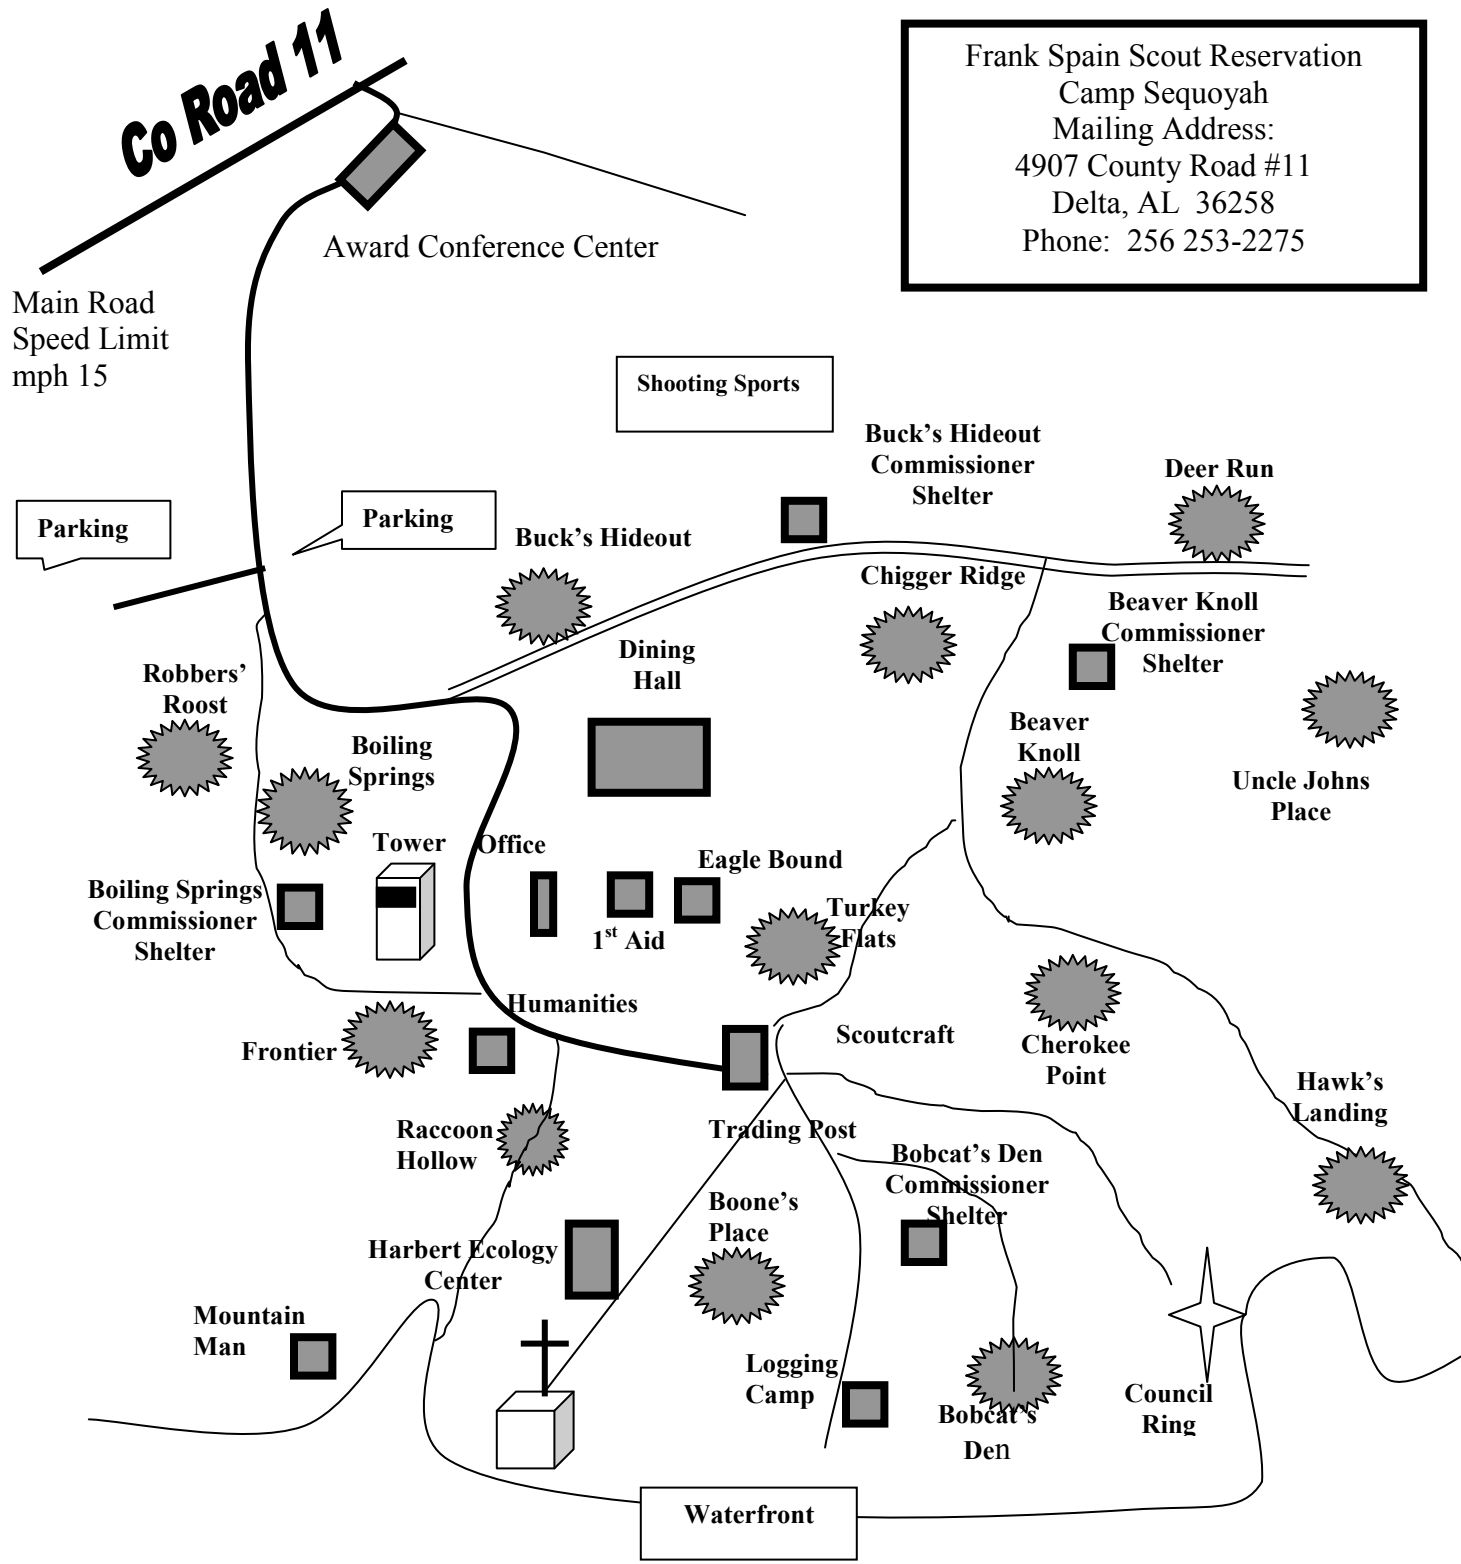 Co Road 11
Frank Spain Scout Reservation
Camp Sequoyah
Mailing Address:
4907 County Road #11
Delta, AL  36258
Phone:  256 253-2275
Award Conference Center
Main Road
Speed Limit
mph 15
Shooting Sports
Buck's Hideout
Commissioner
Shelter
Deer Run
Parking
Parking
Buck's Hideout
Chigger Ridge
Beaver Knoll
Commissioner
Shelter
Dining
Hall
Robbers'
Roost
Boiling
Springs
Beaver
Knoll
Uncle Johns
Place
Tower
Office
Eagle Bound
Boiling Springs
Commissioner
Shelter
1st Aid
Turkey
Flats
Humanities
Frontier
Scoutcraft
Cherokee
Point
Hawk's
Landing
Raccoon
Hollow
Trading Post
Bobcat's Den
Commissioner
Shelter
Boone's
Place
Harbert Ecology
Center
Mountain
Man
Logging
Camp
Bobcat's
Den
Council
Ring
Waterfront